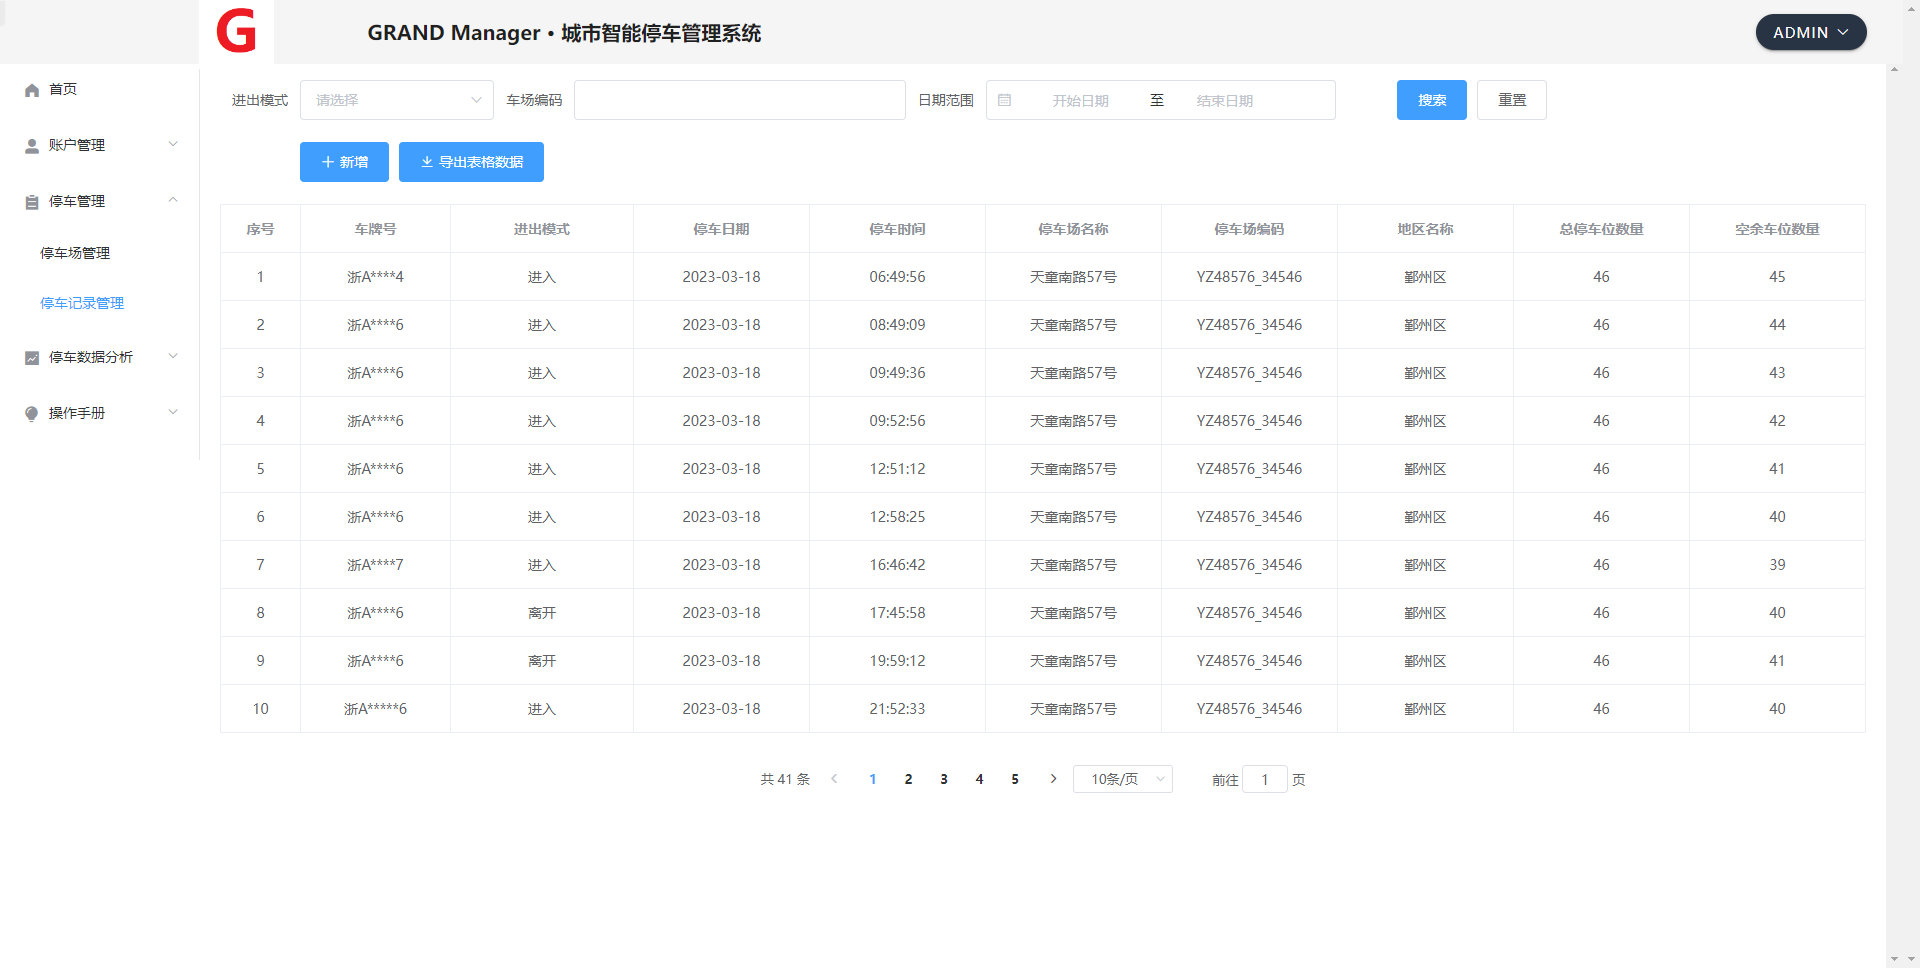 G
GRAND Manager • 城市智能停车管理系统
ADMIN
首页
账户管理
停车管理
停车场管理
停车记录管理
停车数据分析
操作手册
进出模式 请选择 车场编码 日期范围 开始日期 至 结束日期 搜索 重置
新增 导出表格数据
序号 车牌号 进出模式 停车日期 停车时间 停车场名称 停车场编码 地区名称 总停车位数量 空余车位数量
1 浙A****4 进入 2023-03-18 06:49:56 天童南路57号 YZ48576_34546 鄞州区 46 45
2 浙A****6 进入 2023-03-18 08:49:09 天童南路57号 YZ48576_34546 鄞州区 46 44
3 浙A****6 进入 2023-03-18 09:49:36 天童南路57号 YZ48576_34546 鄞州区 46 43
4 浙A****6 进入 2023-03-18 09:52:56 天童南路57号 YZ48576_34546 鄞州区 46 42
5 浙A****6 进入 2023-03-18 12:51:12 天童南路57号 YZ48576_34546 鄞州区 46 41
6 浙A****6 进入 2023-03-18 12:58:25 天童南路57号 YZ48576_34546 鄞州区 46 40
7 浙A****7 进入 2023-03-18 16:46:42 天童南路57号 YZ48576_34546 鄞州区 46 39
8 浙A****6 离开 2023-03-18 17:45:58 天童南路57号 YZ48576_34546 鄞州区 46 40
9 浙A****6 离开 2023-03-18 19:59:12 天童南路57号 YZ48576_34546 鄞州区 46 41
10 浙A*****6 进入 2023-03-18 21:52:33 天童南路57号 YZ48576_34546 鄞州区 46 40
共 41 条 1 2 3 4 5 10条/页 前往 1 页